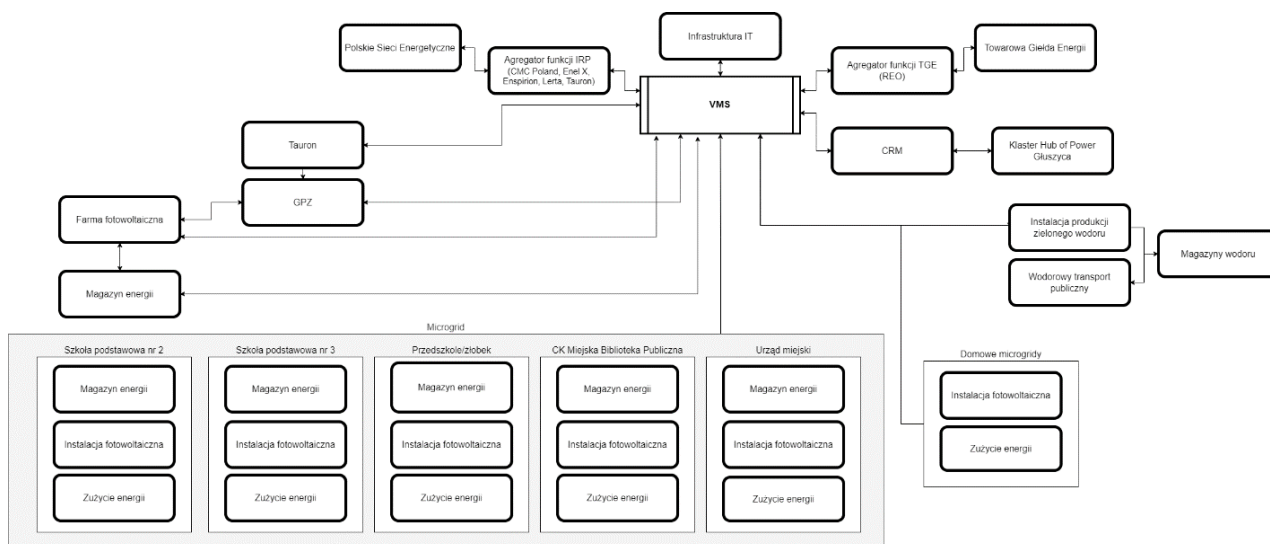 Infrastruktura IT
Polskie Sieci Energetyczne
Agregator funkcji IRP
(CMC Poland, Enel X,
Enspirion, Lerta, Tauron)
Agregator funkcji TGE
(REO)
Towarowa Giełda Energii
VMS
Tauron
CRM
Klaster Hub of Power
Głuszyca
GPZ
Farma fotowoltaiczna
Instalacja produkcji
zielonego wodoru
Magazyny wodoru
Wodorowy transport
publiczny
Magazyn energii
Microgrid
Szkoła podstawowa nr 2
Magazyn energii
Instalacja fotowoltaiczna
Zużycie energii
Szkoła podstawowa nr 3
Magazyn energii
Instalacja fotowoltaiczna
Zużycie energii
Przedszkole/żłobek
Magazyn energii
Instalacja fotowoltaiczna
Zużycie energii
CK Miejska Biblioteka Publiczna
Magazyn energii
Instalacja fotowoltaiczna
Zużycie energii
Urząd miejski
Magazyn energii
Instalacja fotowoltaiczna
Zużycie energii
Domowe microgridy
Instalacja fotowoltaiczna
Zużycie energii